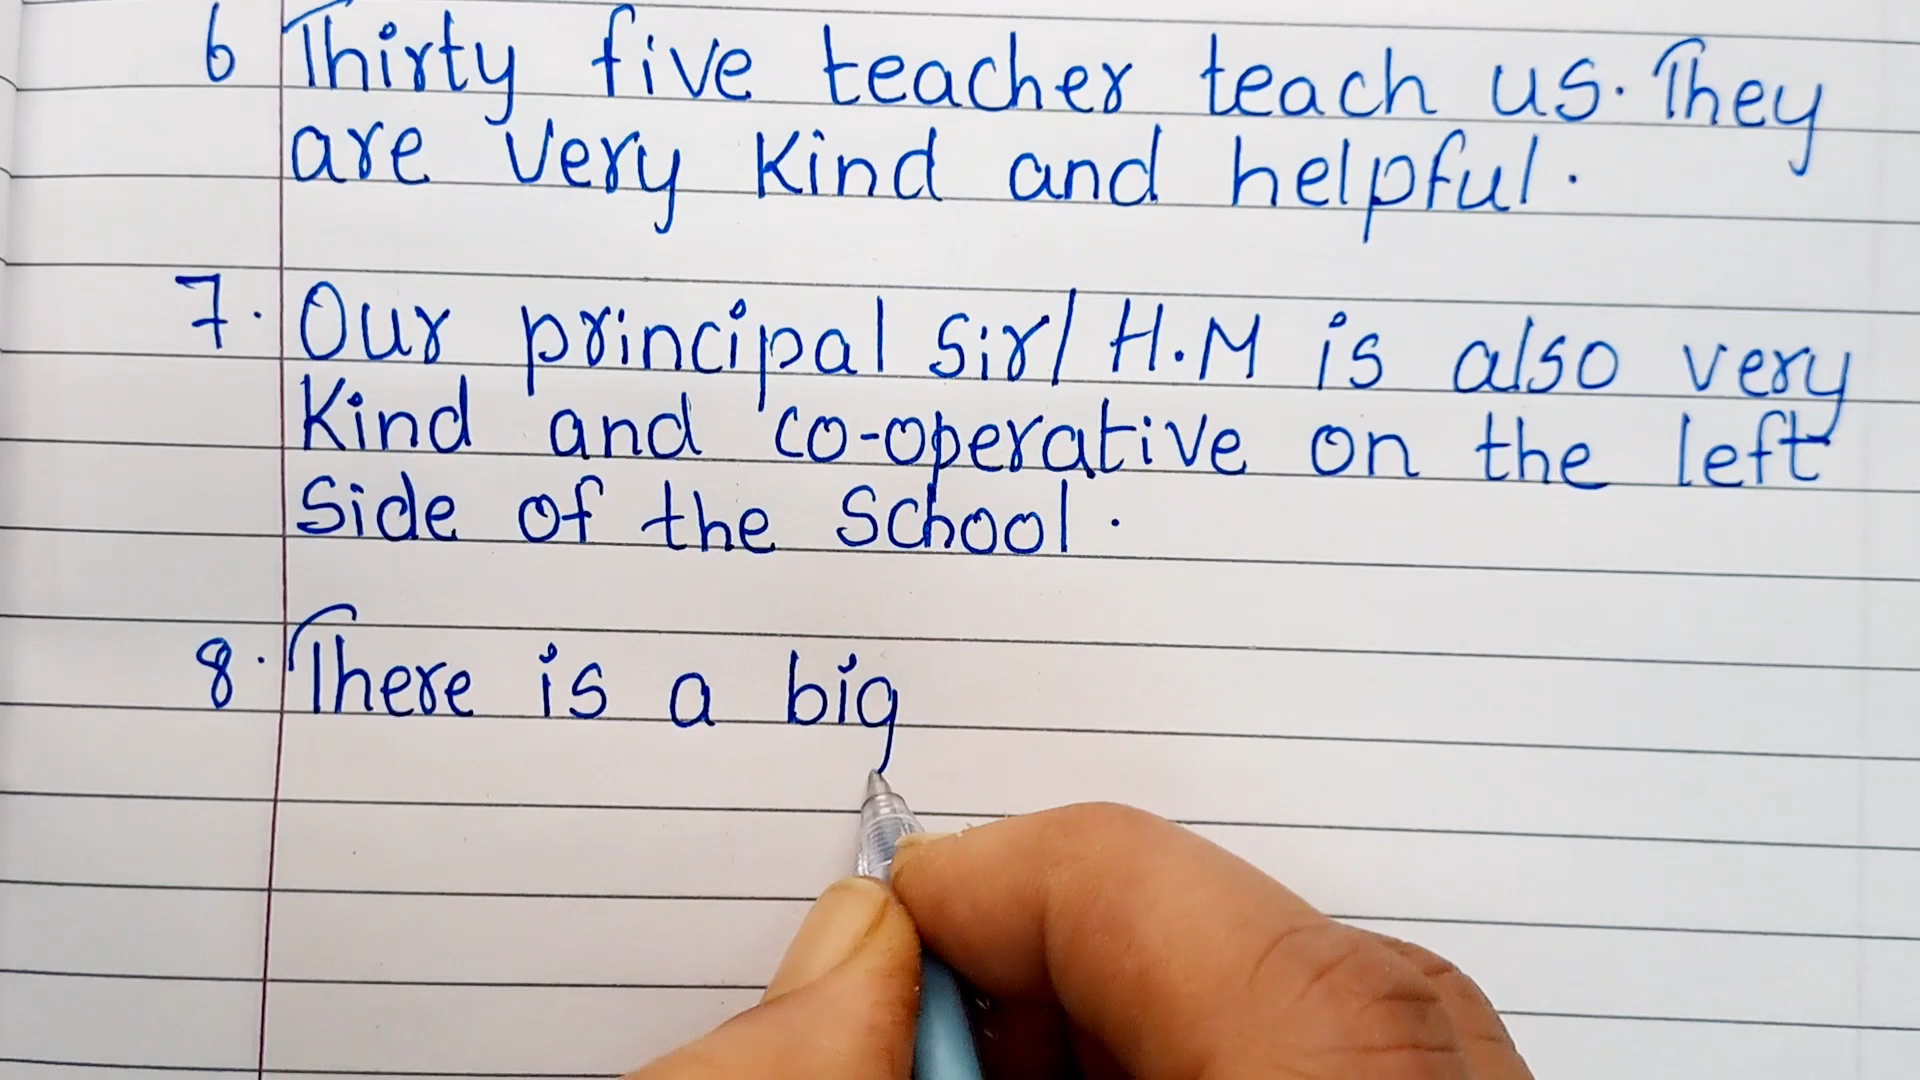 6 Thirty five teacher teach us. They
are very Kind and helpful.
7. Our principal Sir/ H.M is also very
Kind and co-operative on the left
Side of the School.
8. There is a big